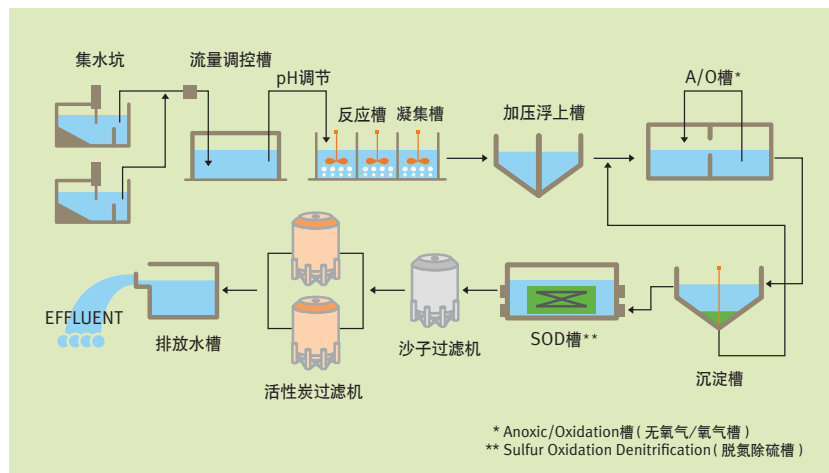 集水坑
流量调控槽
pH调节
反应槽
凝集槽
加压浮上槽
A/O槽*
EFFLUENT
排放水槽
活性炭过滤机
沙子过滤机
SOD槽**
沉淀槽
* Anoxic/Oxidation槽 ( 无氧气/氧气槽 )
** Sulfur Oxidation Denitrification ( 脱氮除硫槽 )